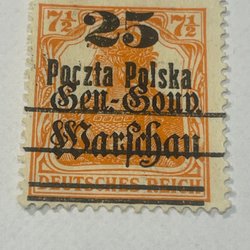 7½ 25 7½
Poczta Polska
Gen.-Gouv.
Warschau
DEUTSCHES REICH